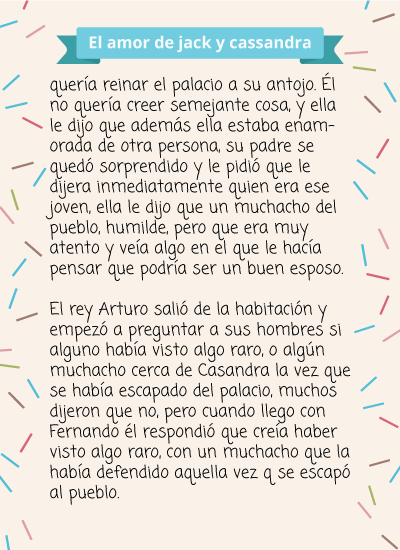 El amor de jack y cassandra
quería reinar el palacio a su antojo. Él
no quería creer semejante cosa, y ella
le dijo que además ella estaba enam-
orada de otra persona, su padre se
quedó sorprendido y le pidió que le
dijera inmediatamente quien era ese
joven, ella le dijo que un muchacho del
pueblo, humilde, pero que era muy
atento y veía algo en el que le hacía
pensar que podría ser un buen esposo.
El rey Arturo salió de la habitación y
empezó a preguntar a sus hombres si
alguno había visto algo raro, o algún
muchacho cerca de Casandra la vez que
se había escapado del palacio, muchos
dijeron que no, pero cuando llego con
Fernando él respondió que creía haber
visto algo raro, con un muchacho que la
había defendido aquella vez q se escapó
al pueblo.